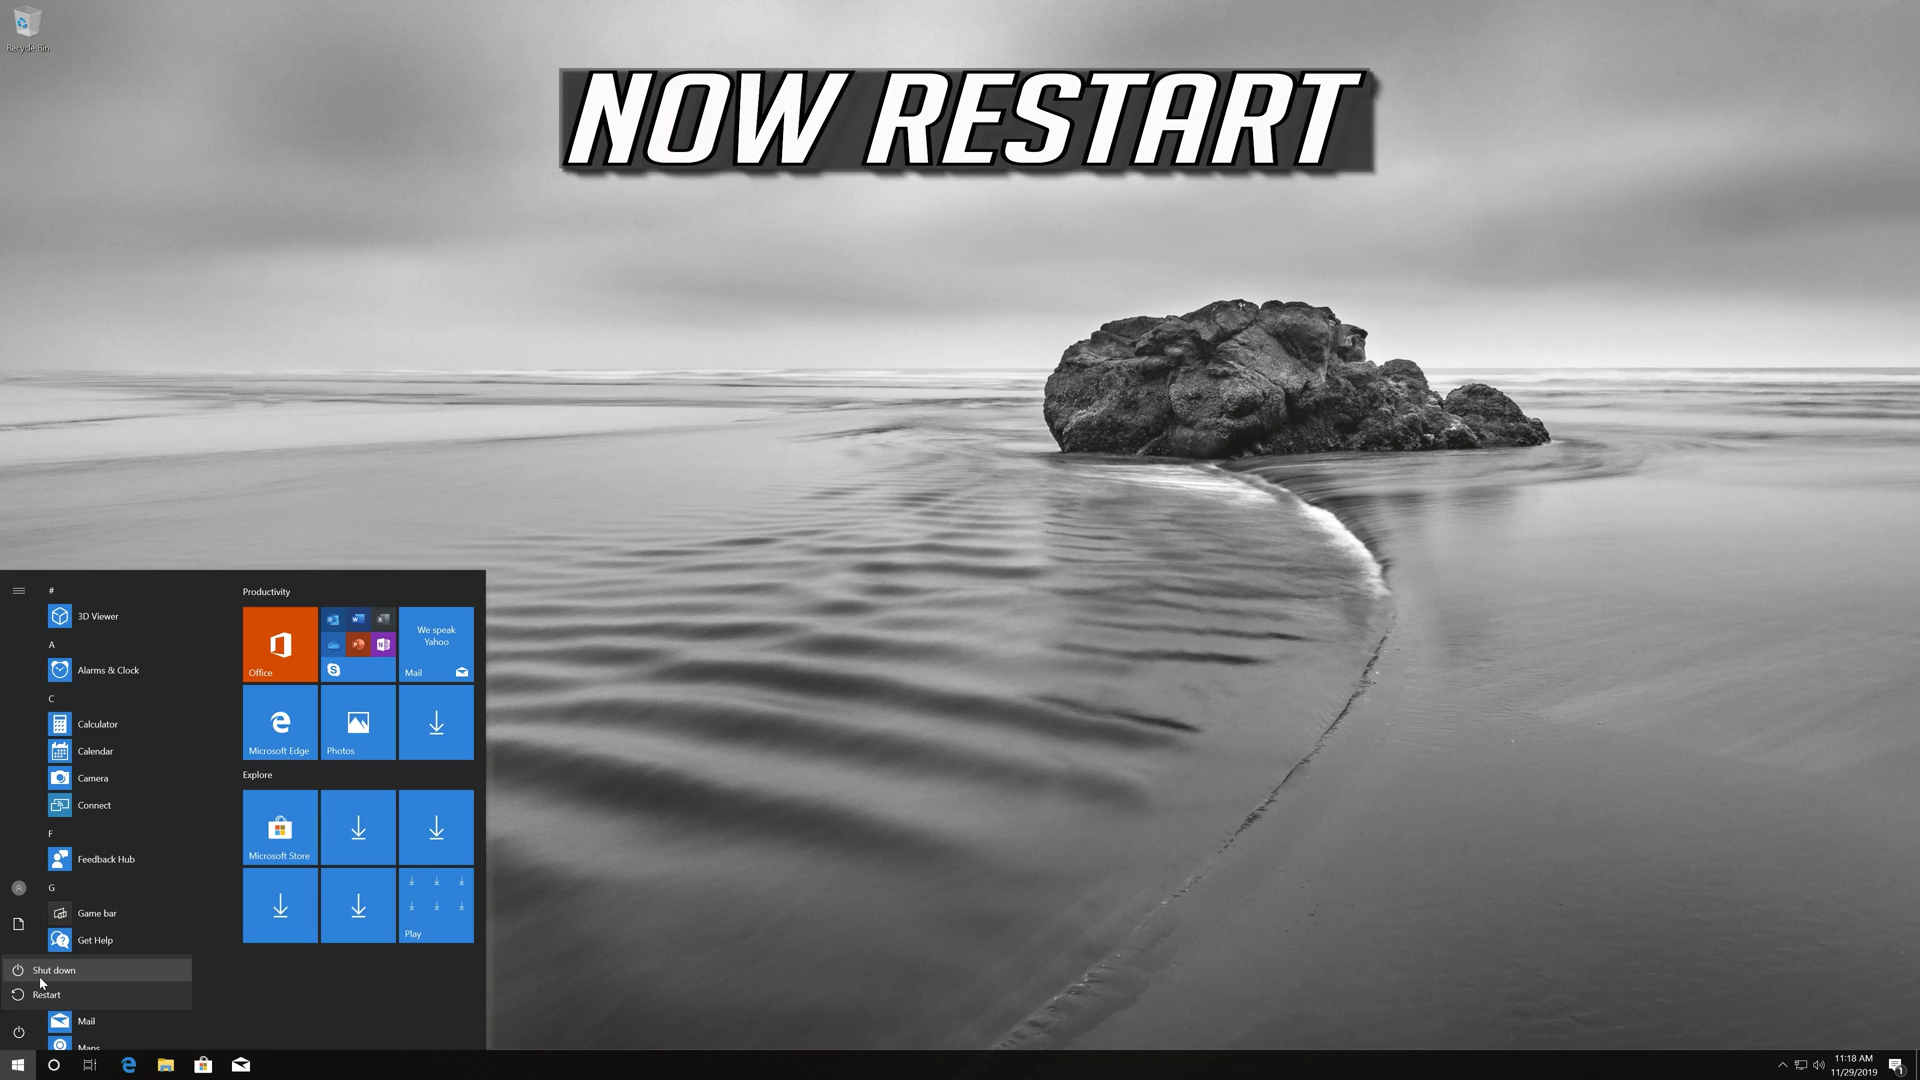 Recycle Bin
NOW RESTART
#
3D Viewer
A
Alarms & Clock
C
Calculator
Calendar
Camera
Connect
F
Feedback Hub
G
Game bar
Get Help
Shut down
Restart
Mail
Maps
Productivity
Office
We speak
Yahoo
Mail
Microsoft Edge
Photos
Explore
Microsoft Store
Play
11:18 AM
11/29/2019
1